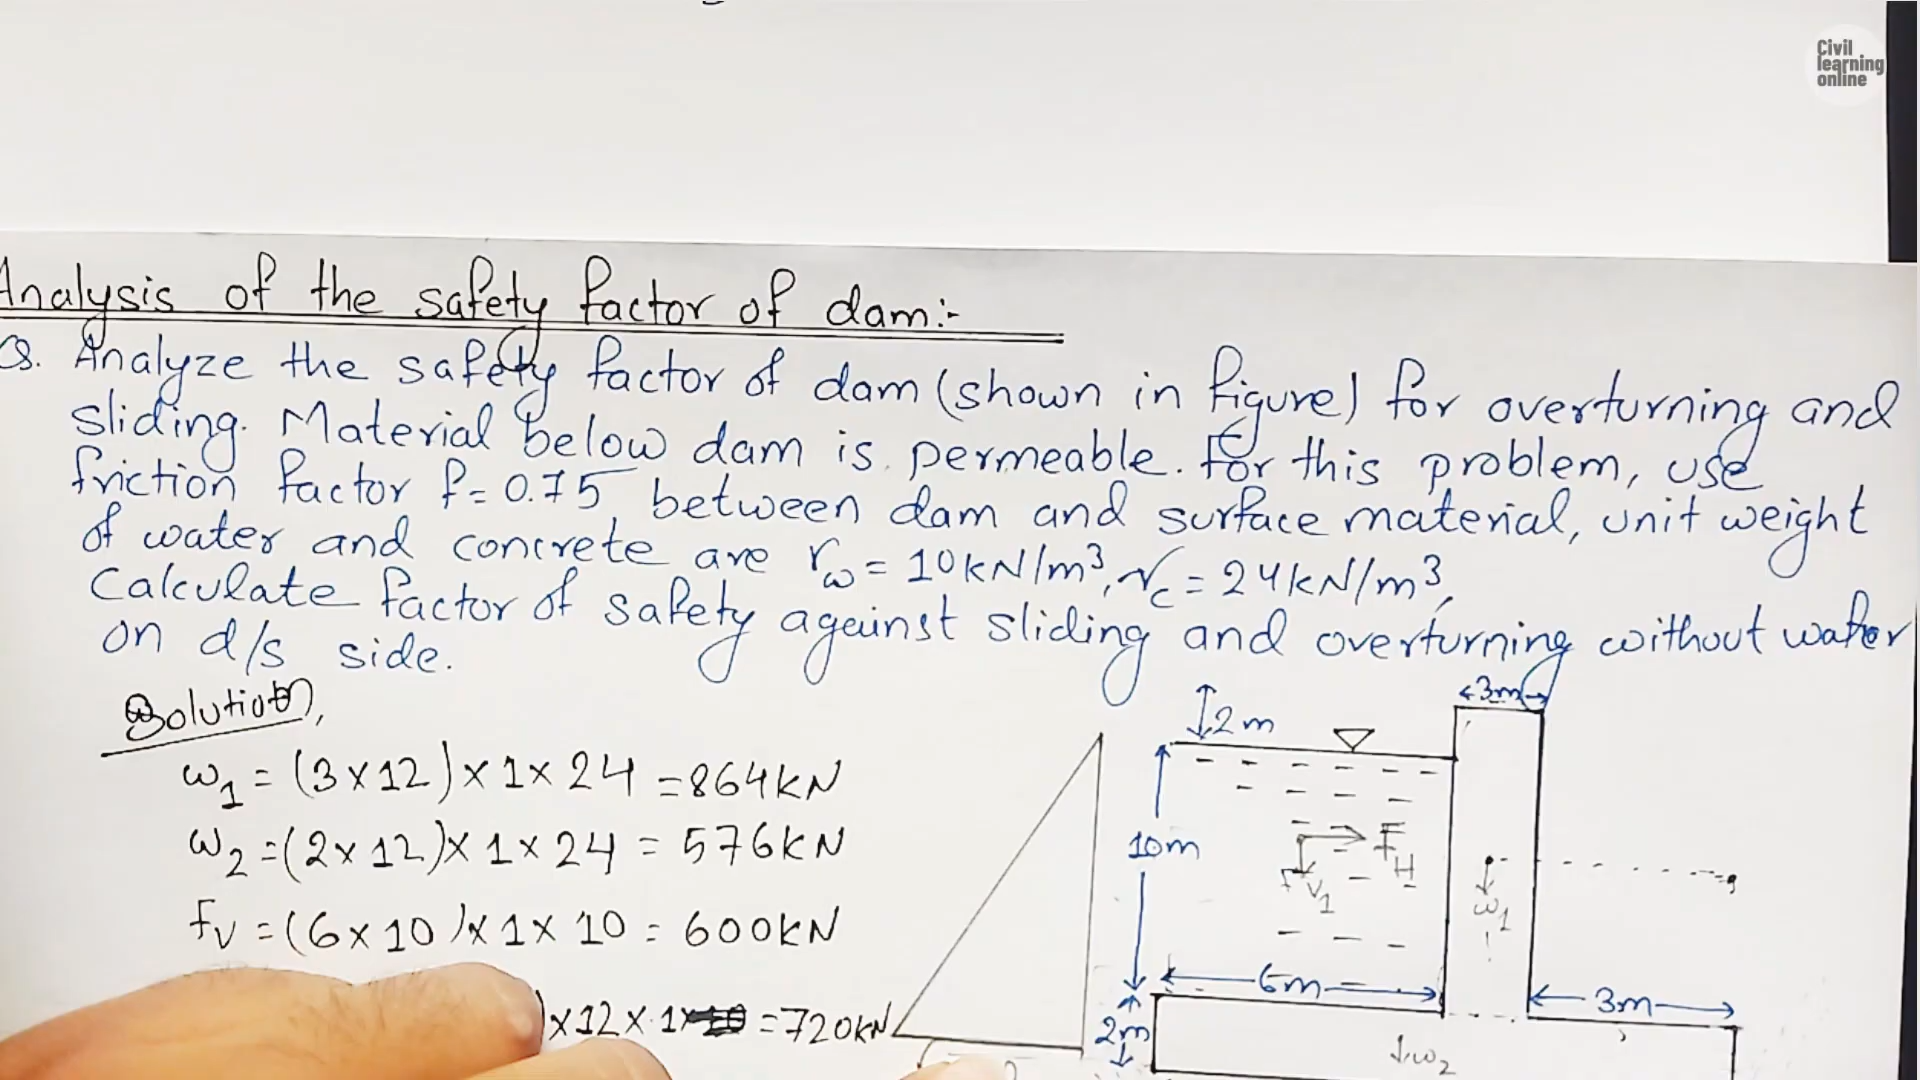 Civil
learning
online
Analysis of the safety factor of dam:-
Q. Analyze the safety factor of dam (shown in figure) for overturning and
sliding. Material below dam is permeable. For this problem, use
friction factor f = 0.75 between dam and surface material, unit weight
of water and concrete are rω = 10kN/m³, γc = 24kN/m³,
Calculate factor of safety against sliding and overturning without water
on d/s side.
Solution,
ω1 = (3×12)×1×24 = 864kN
ω2 = (2×12)×1×24 = 576kN
Fv = (6×10)×1×10 = 600kN
)×12×1 = 720kN
3m
2m
10m
FH
Fv1
ω1
6m
3m
2m
ω2